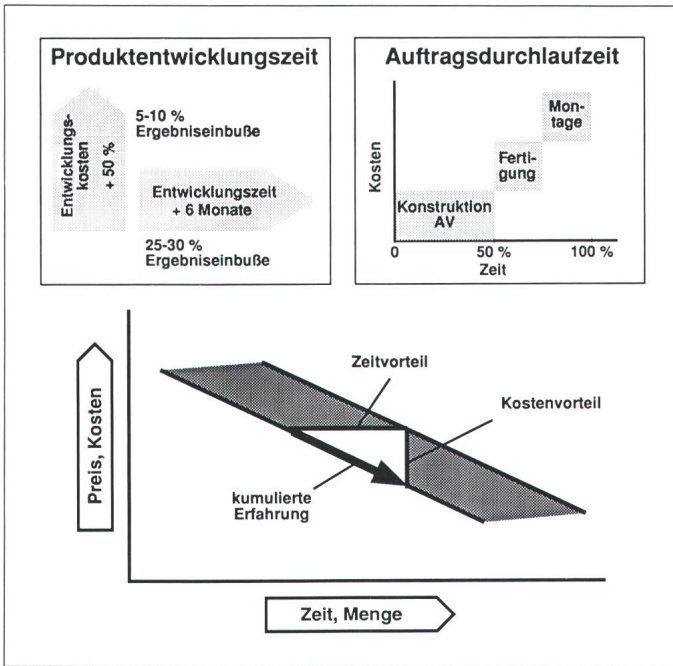 Produktentwicklungszeit
Entwicklungs-
kosten
+ 50 %
5-10 %
Ergebniseinbuße
Entwicklungszeit
+ 6 Monate
25-30 %
Ergebniseinbuße
Auftragsdurchlaufzeit
Kosten
Mon-
tage
Ferti-
gung
Konstruktion
AV
0
50 %
100 %
Zeit
Preis, Kosten
Zeitvorteil
Kostenvorteil
kumulierte
Erfahrung
Zeit, Menge